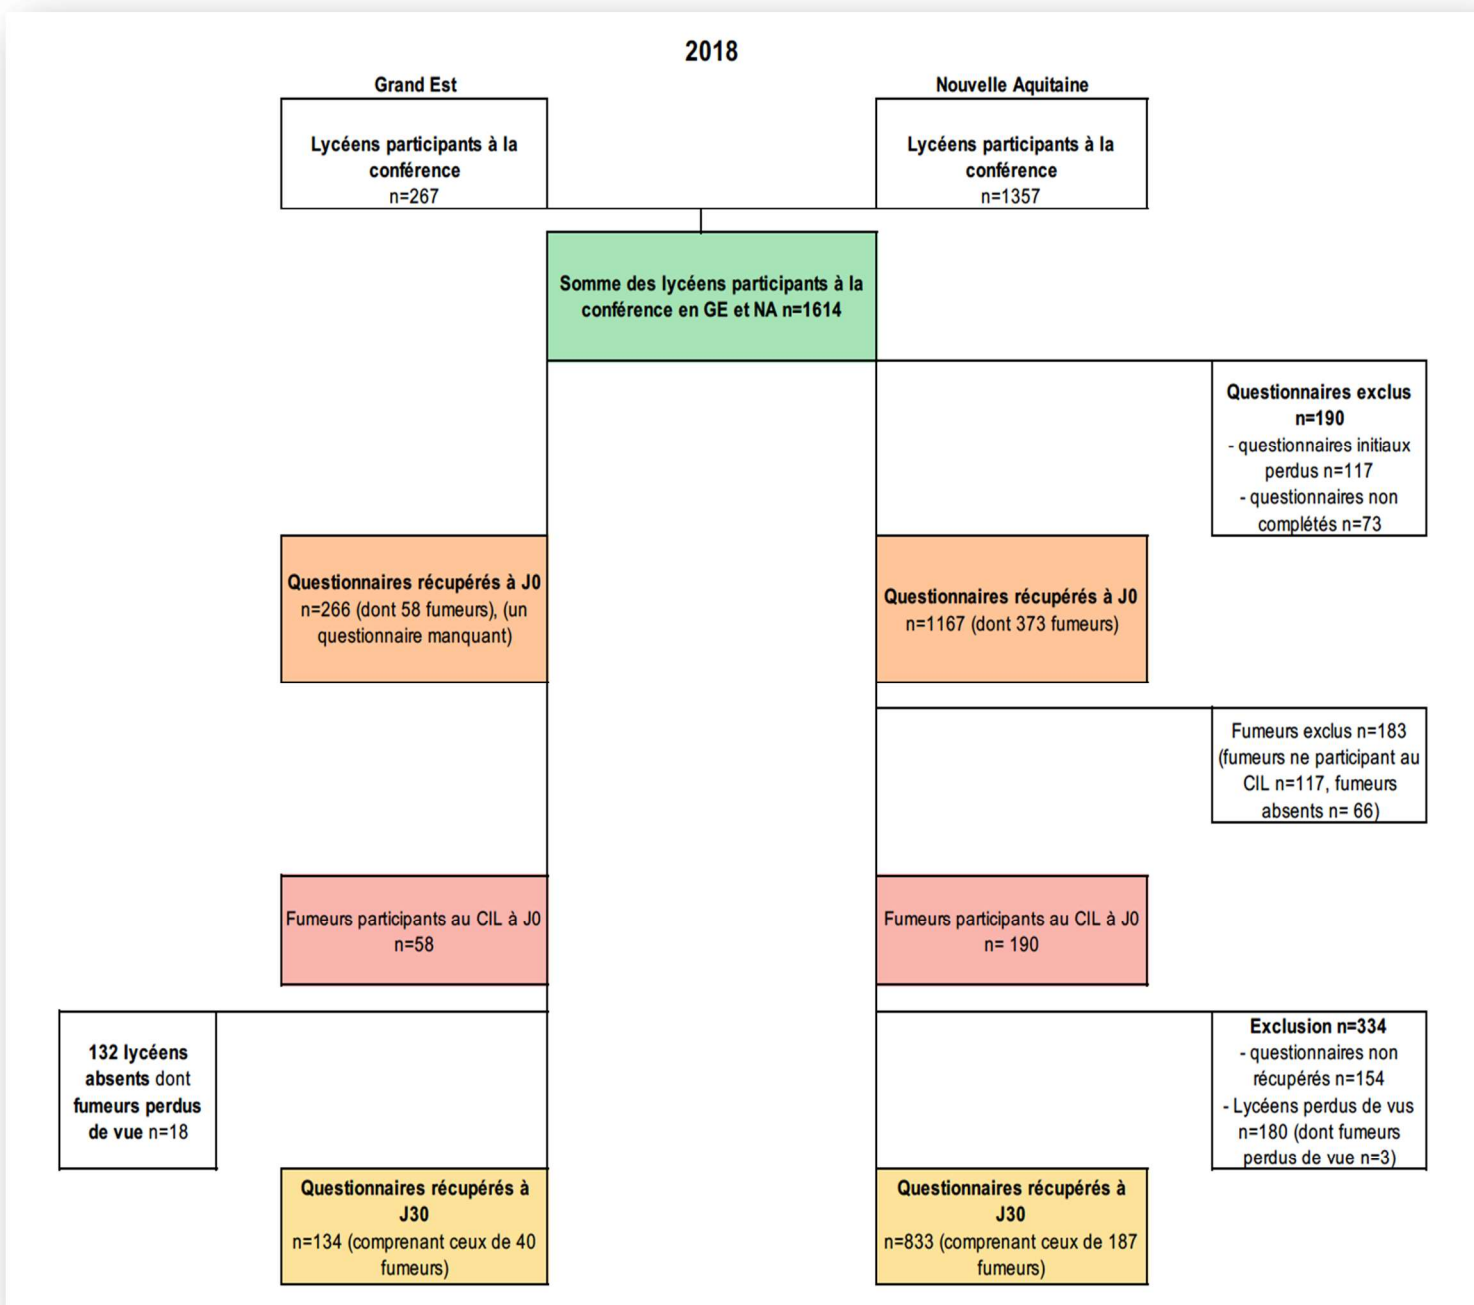 2018
Grand Est
Nouvelle Aquitaine
Lycéens participants à la
conférence
n=267
Lycéens participants à la
conférence
n=1357
Somme des lycéens participants à la
conférence en GE et NA n=1614
Questionnaires exclus
n=190
- questionnaires initiaux
perdus n=117
- questionnaires non
complétés n=73
Questionnaires récupérés à J0
n=266 (dont 58 fumeurs), (un
questionnaire manquant)
Questionnaires récupérés à J0
n=1167 (dont 373 fumeurs)
Fumeurs exclus n=183
(fumeurs ne participant au
CIL n=117, fumeurs
absents n= 66)
Fumeurs participants au CIL à J0
n=58
Fumeurs participants au CIL à J0
n= 190
132 lycéens
absents dont
fumeurs perdus
de vue n=18
Exclusion n=334
- questionnaires non
récupérés n=154
- Lycéens perdus de vus
n=180 (dont fumeurs
perdus de vue n=3)
Questionnaires récupérés à
J30
n=134 (comprenant ceux de 40
fumeurs)
Questionnaires récupérés à
J30
n=833 (comprenant ceux de 187
fumeurs)